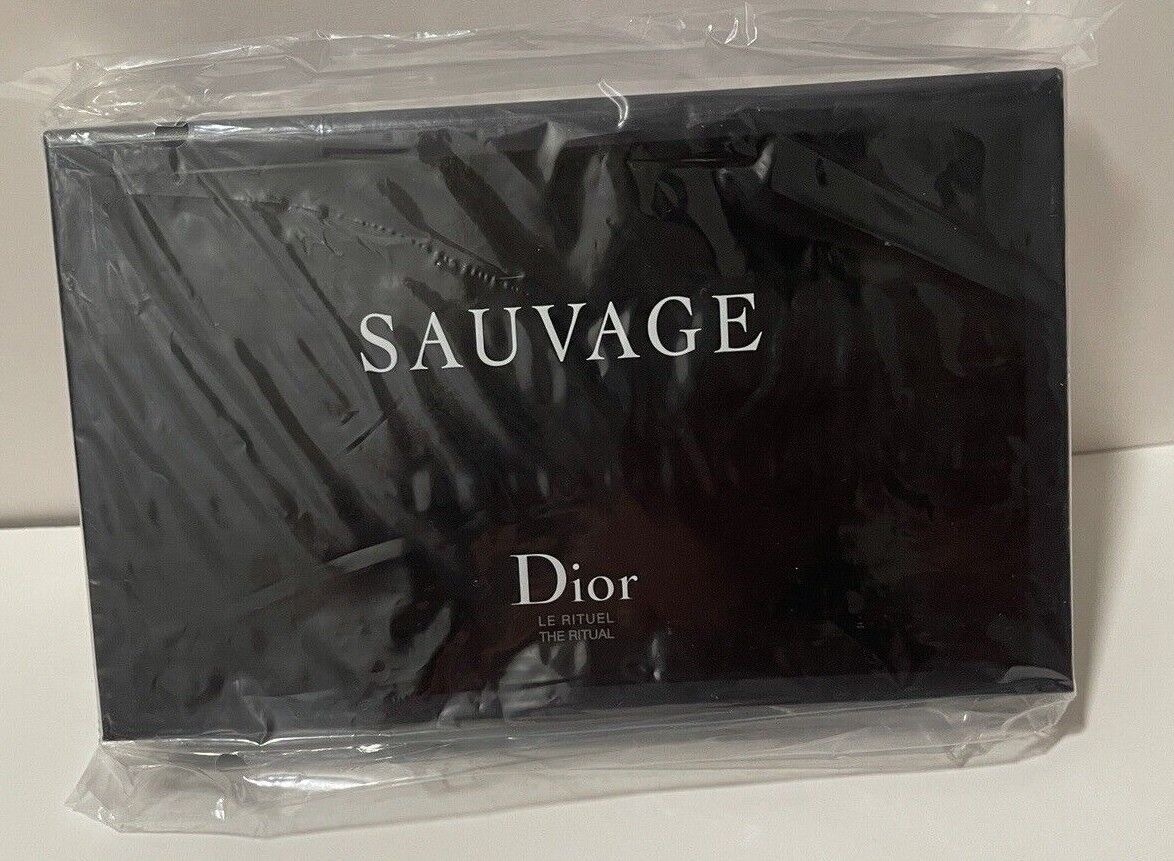 SAUVAGE
Dior
LE RITUEL
THE RITUAL